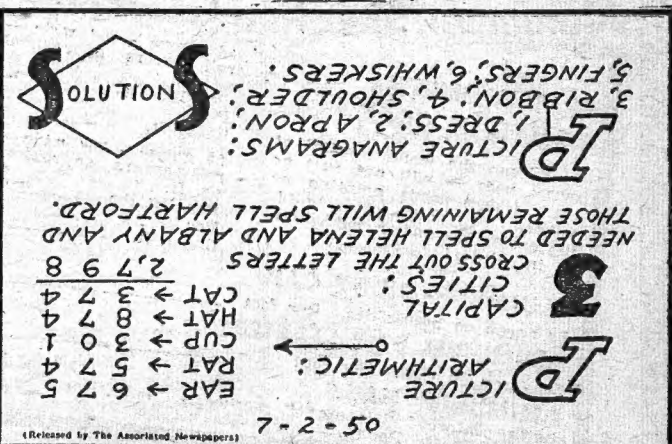 SOLUTIONS
PICTURE
ARITHMETIC:
EAR → 6 7 5
RAT → 5 7 4
CUP → 3 0 1
HAT → 8 7 4
CAT → 3 7 4
2,7 9 8
3 CAPITAL
CITIES:
CROSS OUT THE LETTERS
NEEDED TO SPELL HELENA AND ALBANY AND
THOSE REMAINING WILL SPELL HARTFORD.
PICTURE ANAGRAMS:
1, DRESS; 2, APRON;
3, RIBBON; 4, SHOULDER;
5, FINGERS; 6, WHISKERS.
(Released by The Associated Newspapers)
7-2-50